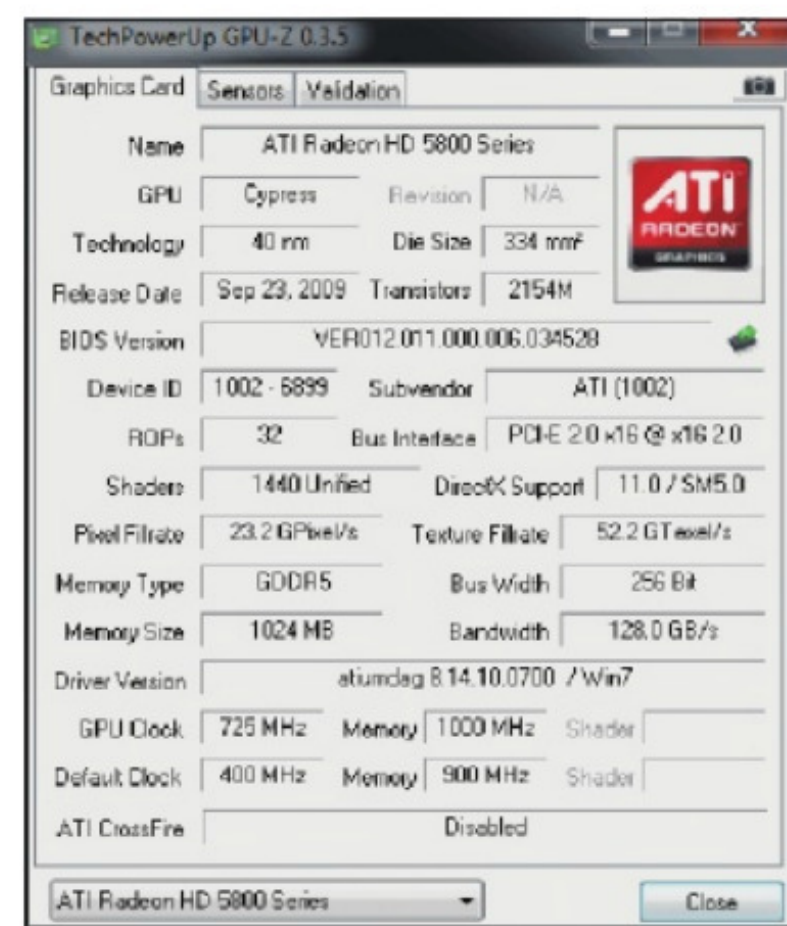 TechPowerUp GPU-Z 0.3.5
Graphics Card Sensors Validation
Name ATI Radeon HD 5800 Series
ATI RADEON GRAPHICS
GPU Cypress Revision N/A
Technology 40 nm Die Size 334 mm²
Release Date Sep 23, 2009 Transistors 2154M
BIOS Version VER012.011.000.006.034528
Device ID 1002 - 6899 Subvendor ATI (1002)
ROPs 32 Bus Interface PCI-E 2.0 x16 @ x16 2.0
Shaders 1440 Unified DirectX Support 11.0 / SM5.0
Pixel Fillrate 23.2 GPixel/s Texture Fillrate 52.2 GTexel/s
Memory Type GDDR5 Bus Width 256 Bit
Memory Size 1024 MB Bandwidth 128.0 GB/s
Driver Version atiumdag 8.14.10.0700 / Win7
GPU Clock 725 MHz Memory 1000 MHz Shader
Default Clock 400 MHz Memory 900 MHz Shader
ATI CrossFire Disabled
ATI Radeon HD 5800 Series Close